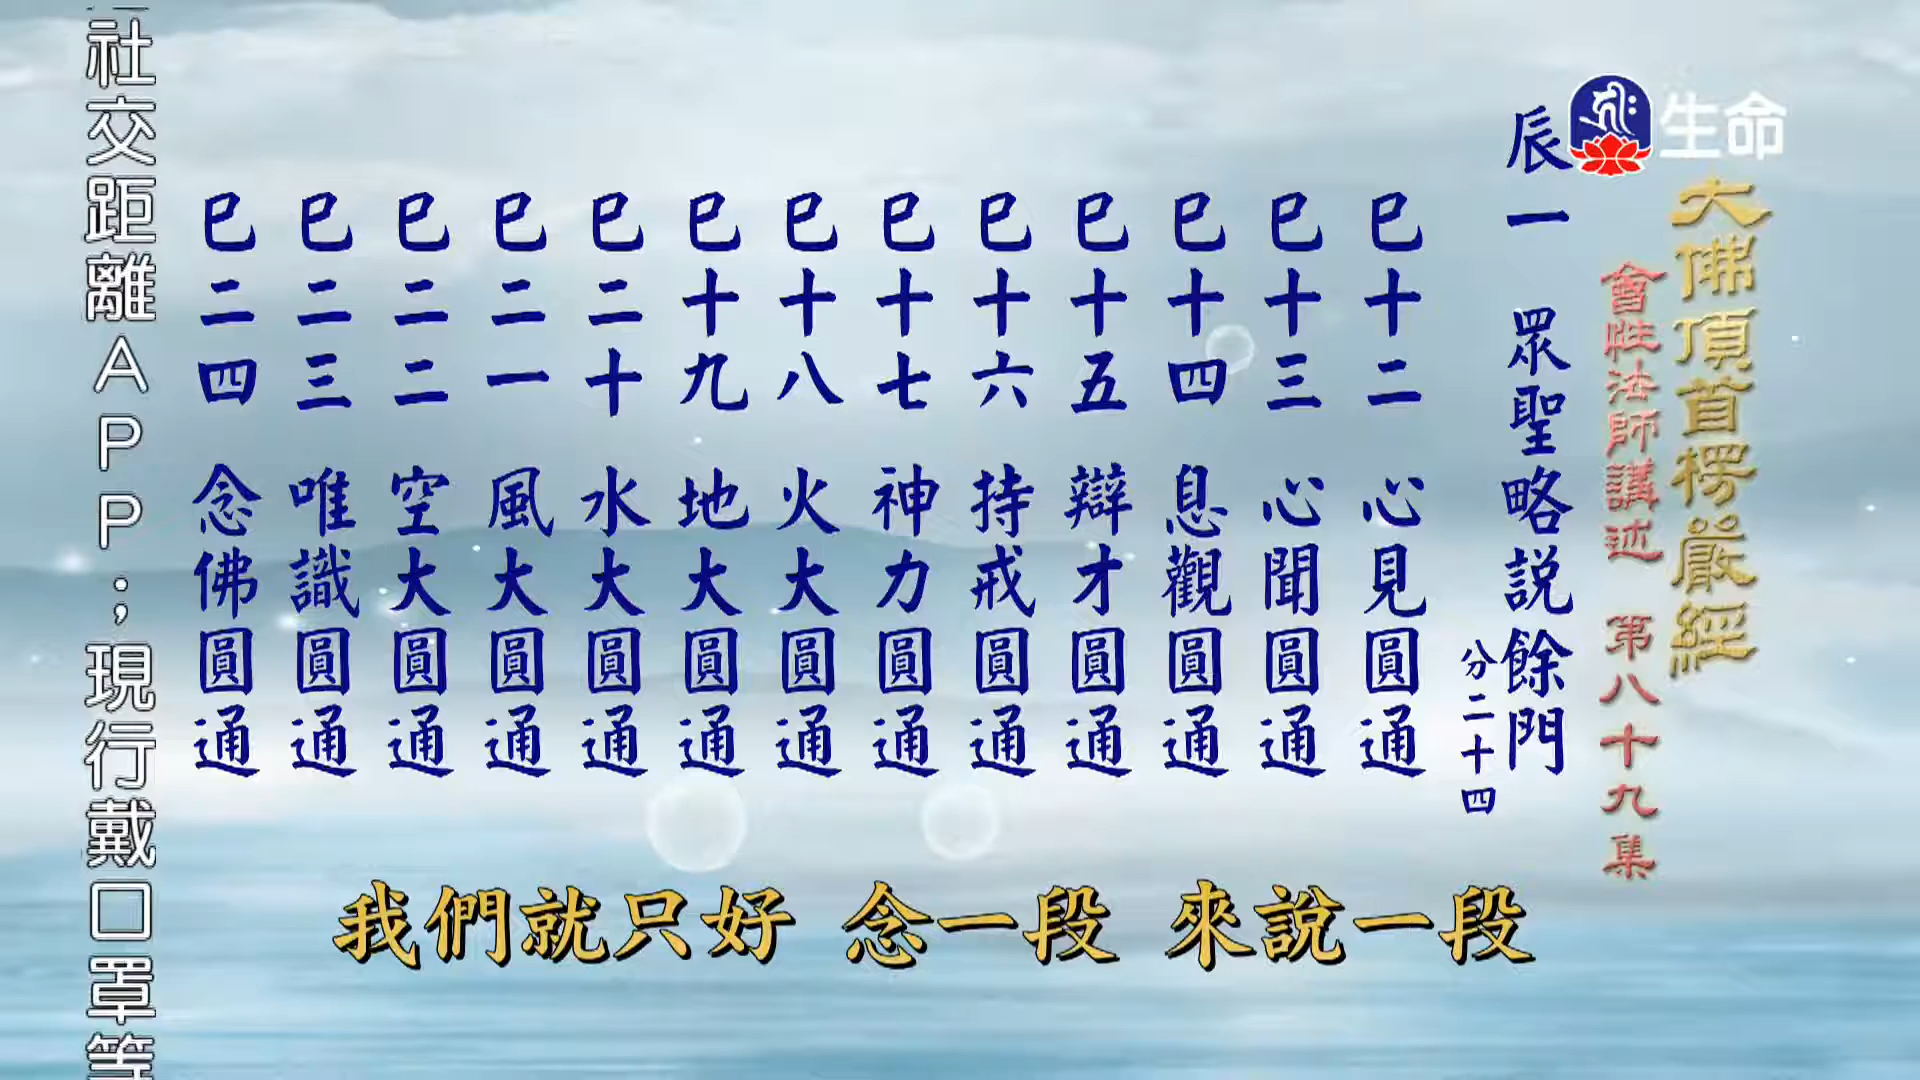 生命
大佛頂首楞嚴經
會性法師講述 第八十九集
辰一 眾聖略說餘門 分二十四
巳十二 心見圓通
巳十三 心聞圓通
巳十四 息觀圓通
巳十五 辯才圓通
巳十六 持戒圓通
巳十七 神力圓通
巳十八 火大圓通
巳十九 地大圓通
巳二十 水大圓通
巳二一 風大圓通
巳二二 空大圓通
巳二三 唯識圓通
巳二四 念佛圓通
社交距離APP;現行戴口罩等
我們就只好 念一段 來說一段